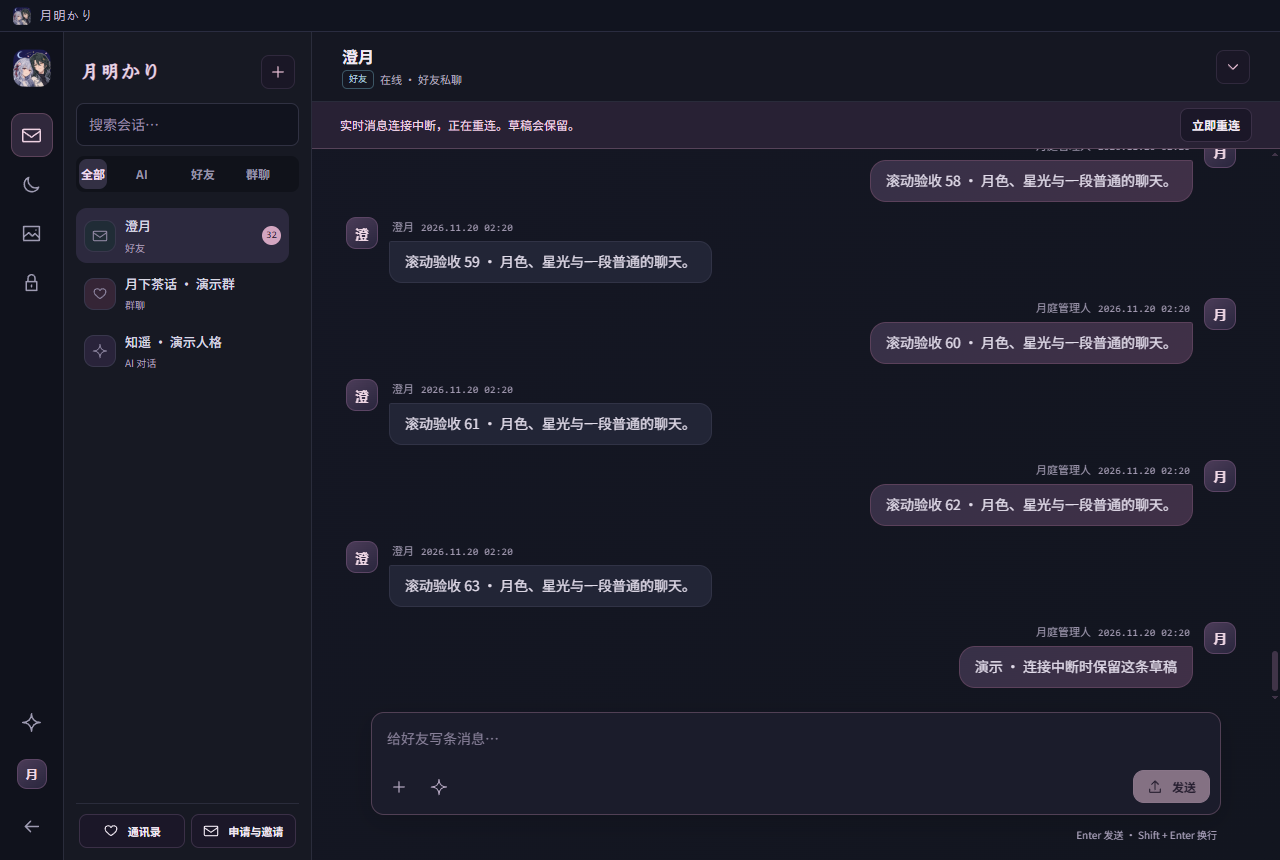 月明かり
月明かり
搜索会话…
全部 AI 好友 群聊
澄月
好友
32
月下茶话 · 演示群
群聊
知遥 · 演示人格
AI 对话
通讯录
申请与邀请
月
澄月
好友 在线 · 好友私聊
实时消息连接中断，正在重连。草稿会保留。
立即重连
月庭管理人 2026.11.20 02:20
月
滚动验收 58 · 月色、星光与一段普通的聊天。
澄
澄月 2026.11.20 02:20
滚动验收 59 · 月色、星光与一段普通的聊天。
月庭管理人 2026.11.20 02:20
月
滚动验收 60 · 月色、星光与一段普通的聊天。
澄
澄月 2026.11.20 02:20
滚动验收 61 · 月色、星光与一段普通的聊天。
月庭管理人 2026.11.20 02:20
月
滚动验收 62 · 月色、星光与一段普通的聊天。
澄
澄月 2026.11.20 02:20
滚动验收 63 · 月色、星光与一段普通的聊天。
月庭管理人 2026.11.20 02:20
月
演示 · 连接中断时保留这条草稿
给好友写条消息…
发送
Enter 发送 · Shift + Enter 换行